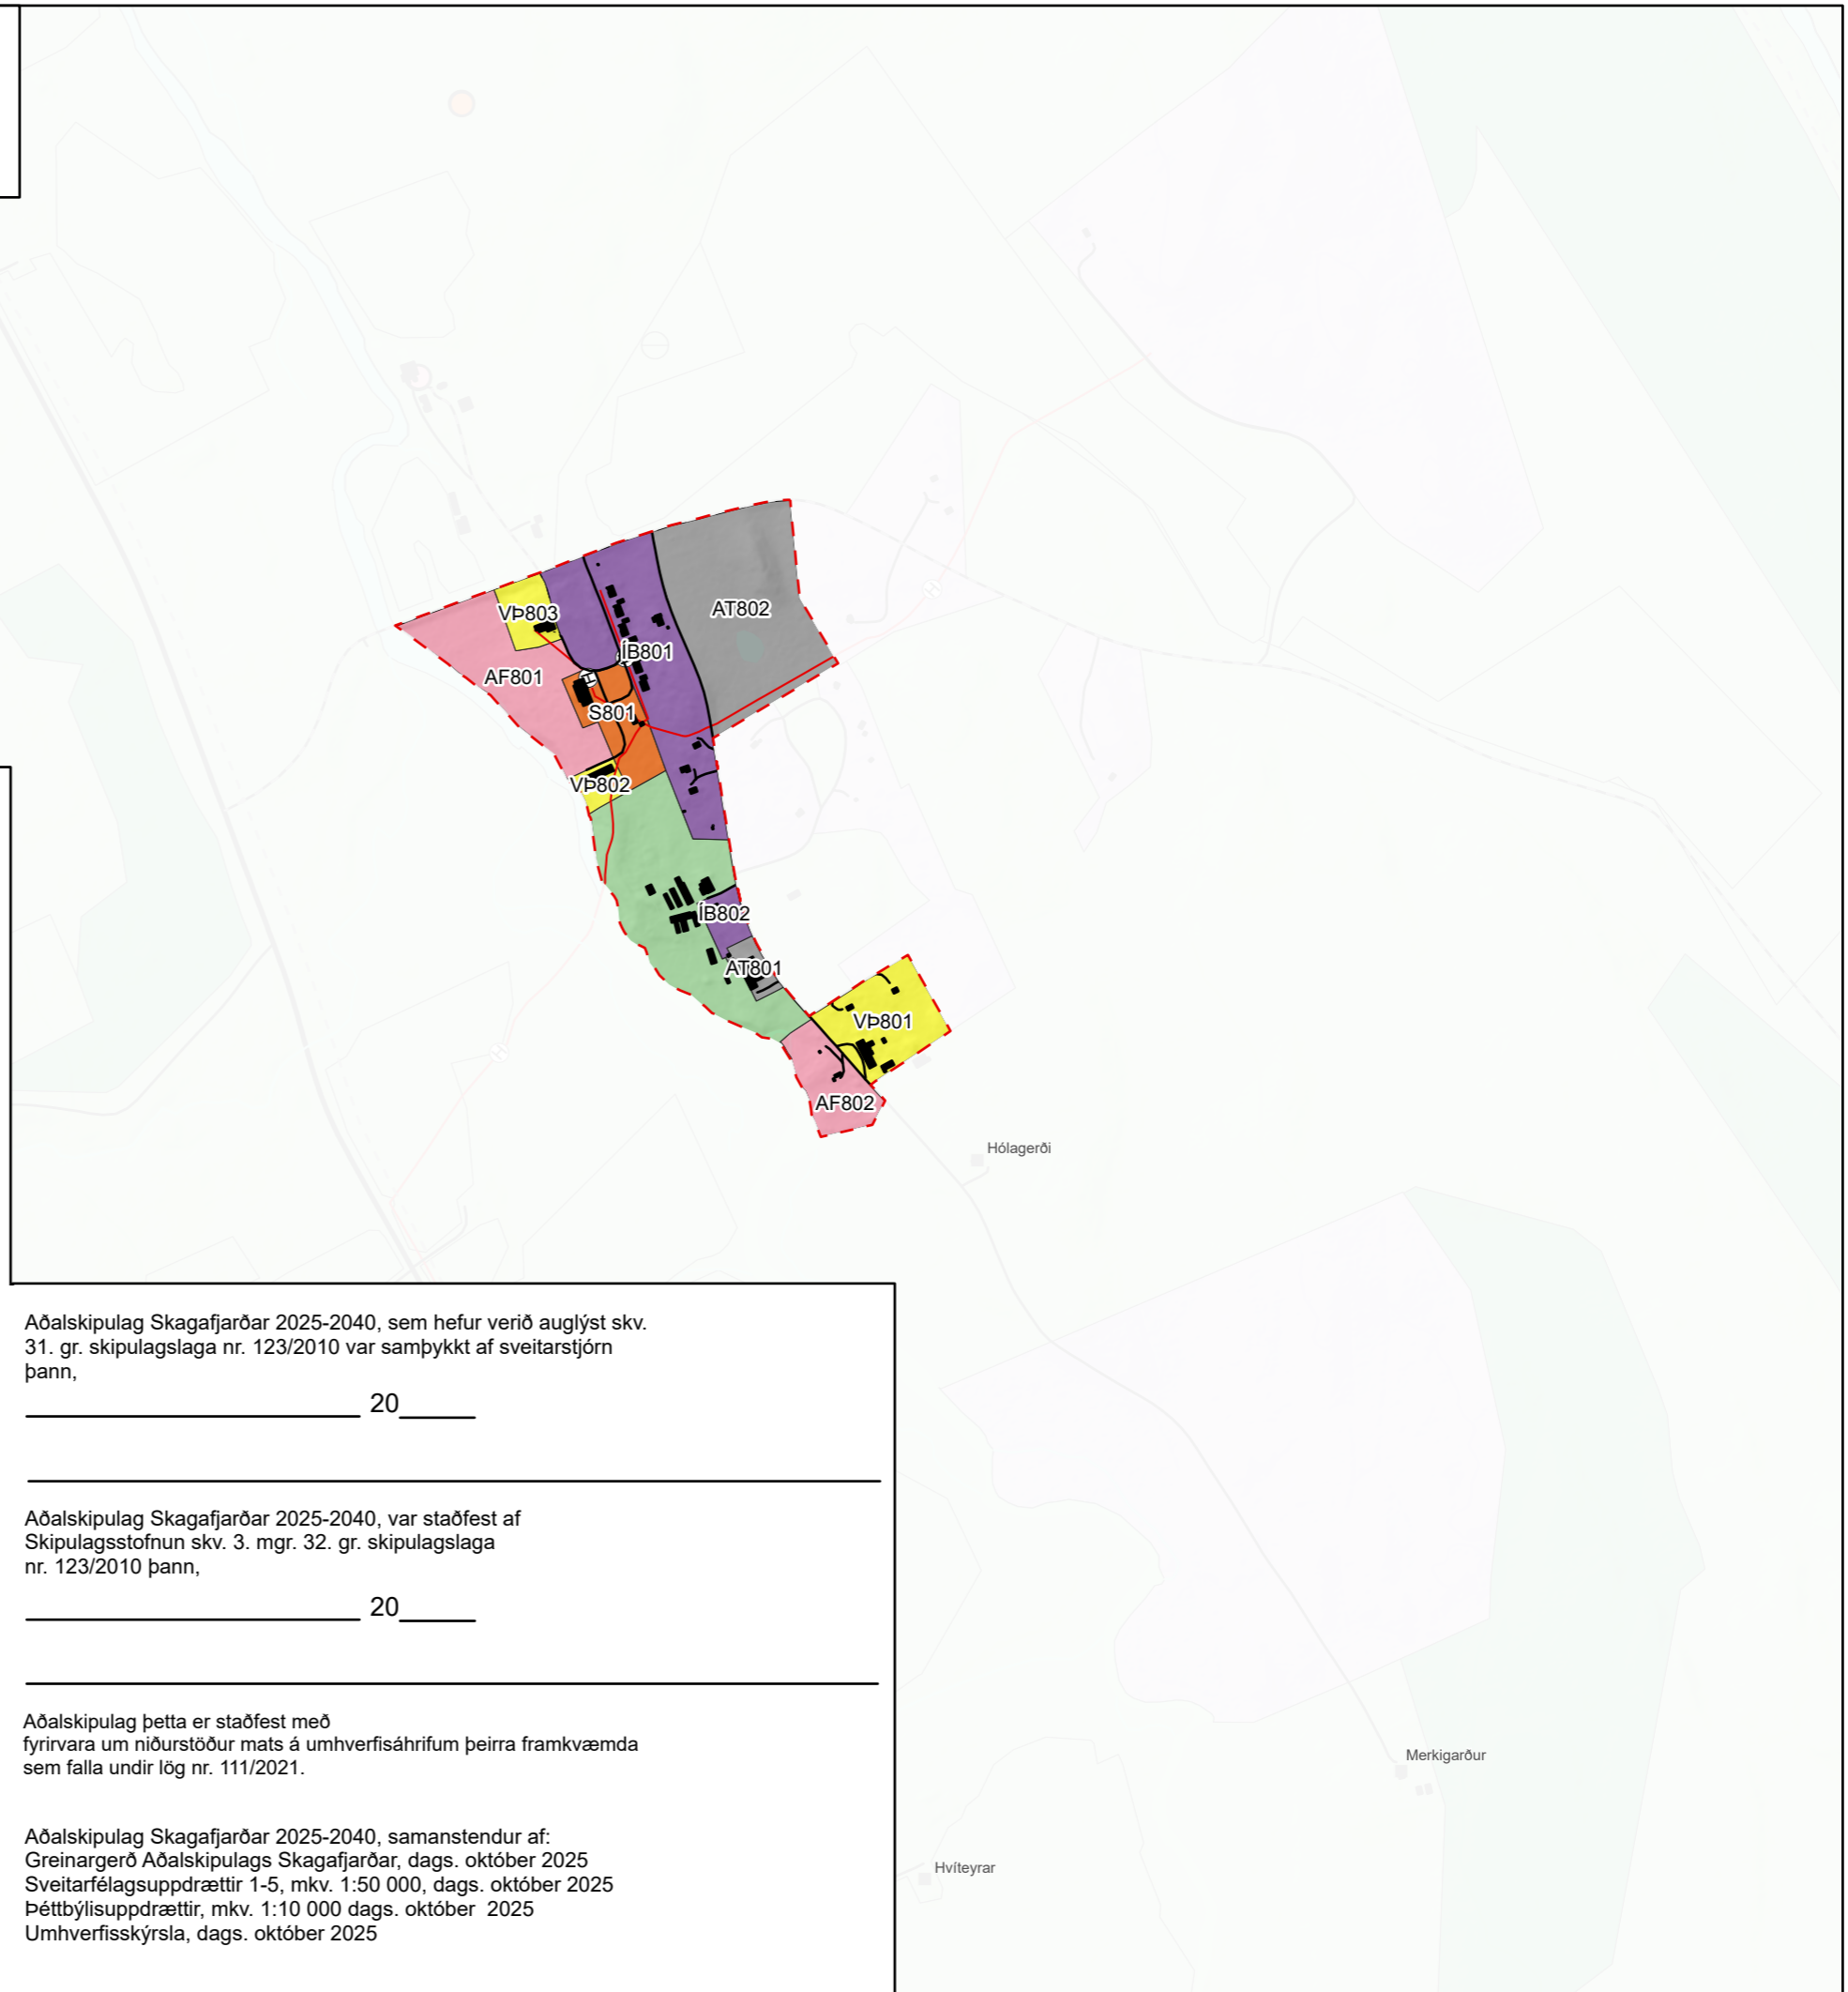 VÞ803
AT802
ÍB801
AF801
H
S801
VÞ802
H
ÍB802
AT801
VÞ801
H
AF802
Hólagerði
Aðalskipulag Skagafjarðar 2025-2040, sem hefur verið auglýst skv.
31. gr. skipulagslaga nr. 123/2010 var samþykkt af sveitarstjórn
þann,
20
Aðalskipulag Skagafjarðar 2025-2040, var staðfest af
Skipulagsstofnun skv. 3. mgr. 32. gr. skipulagslaga
nr. 123/2010 þann,
20
Aðalskipulag þetta er staðfest með
fyrirvara um niðurstöður mats á umhverfisáhrifum þeirra framkvæmda
sem falla undir lög nr. 111/2021.
Merkigarður
Aðalskipulag Skagafjarðar 2025-2040, samanstendur af:
Greinargerð Aðalskipulags Skagafjarðar, dags. október 2025
Sveitarfélagsuppdrættir 1-5, mkv. 1:50 000, dags. október 2025
Þéttbýlisuppdrættir, mkv. 1:10 000 dags. október  2025
Umhverfisskýrsla, dags. október 2025
Hvíteyrar